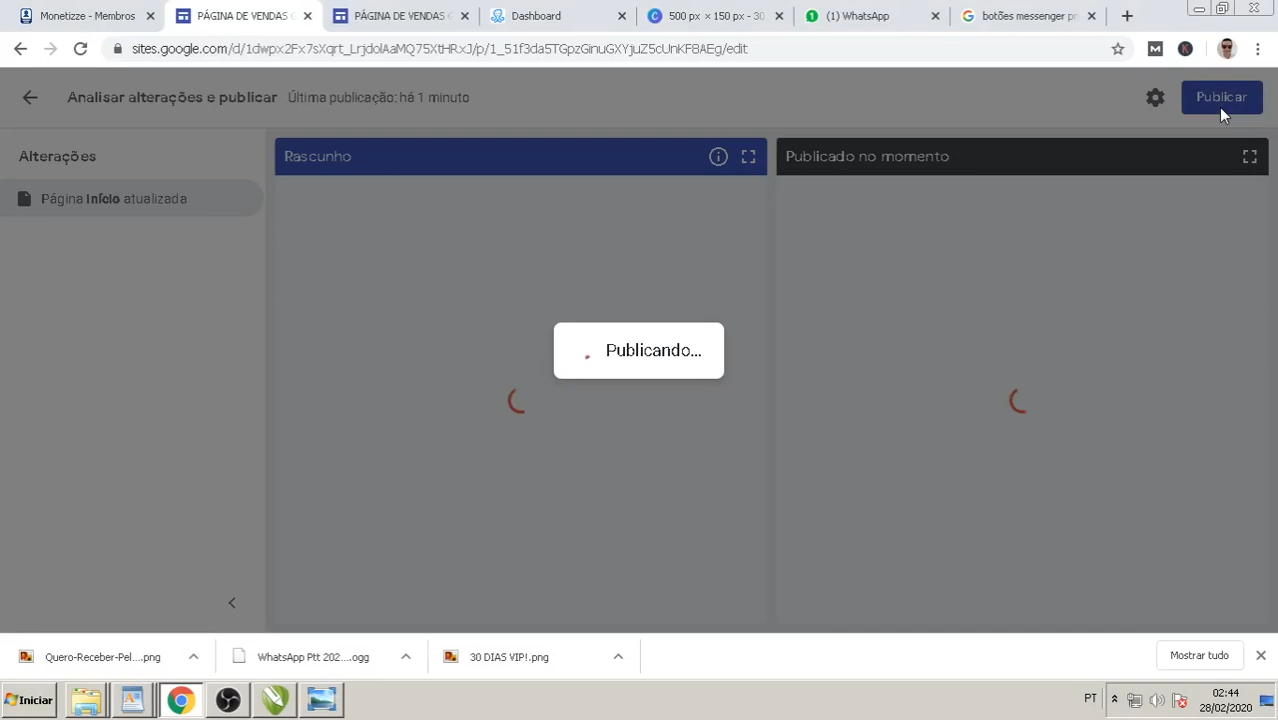 Monetizze - Membros
PÁGINA DE VENDAS
PÁGINA DE VENDAS
Dashboard
500 px × 150 px - 30
(1) WhatsApp
botões messenger
sites.google.com/d/1dwpx2Fx7sXqrt_LrjdolAaMQ75XtHRxJ/p/1_51f3da5TGpzGinuGXYjuZ5cUnKF8AEg/edit
Analisar alterações e publicar Última publicação: há 1 minuto
Publicar
Alterações
Rascunho
Publicado no momento
Página Início atualizada
Publicando...
Quero-Receber-Pel....png
WhatsApp Ptt 202....ogg
30 DIAS VIP!.png
Mostrar tudo
Iniciar
PT
02:44
28/02/2020